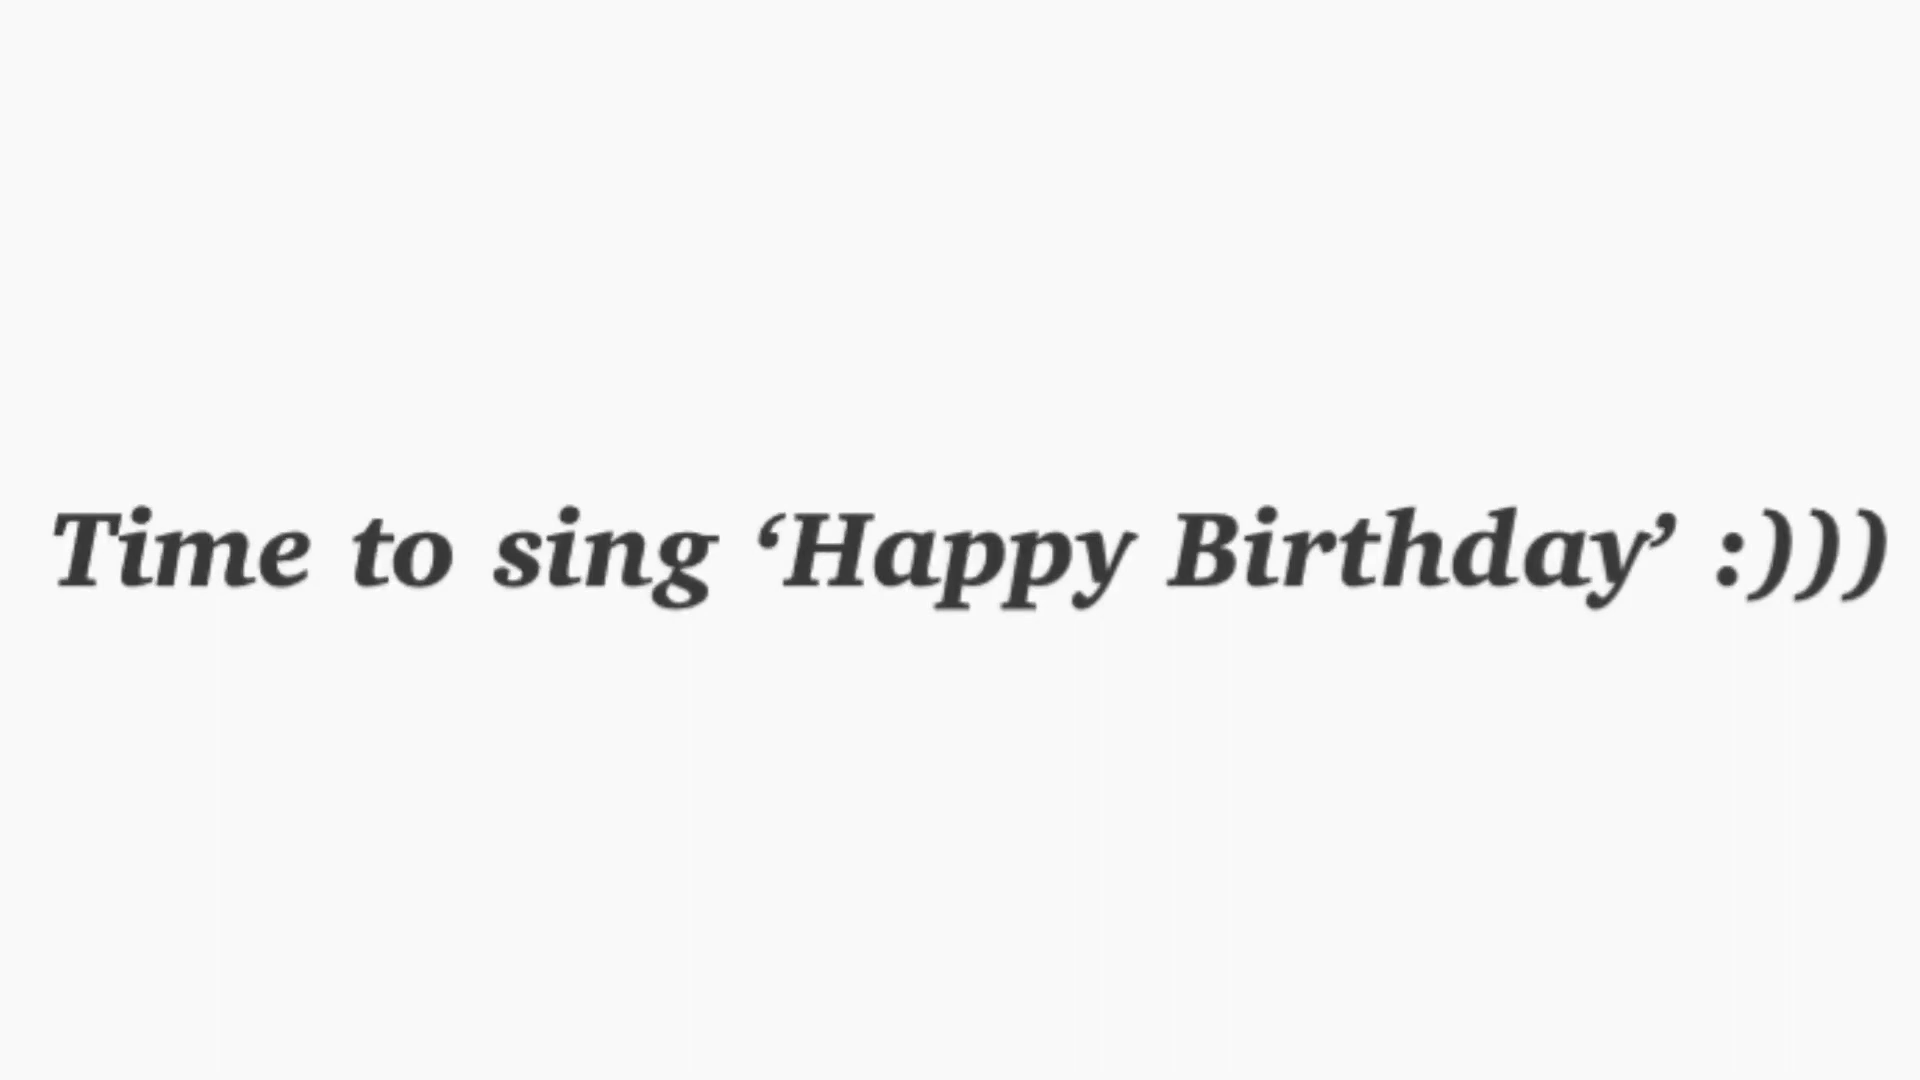 Time to sing ‘Happy Birthday’ :)))